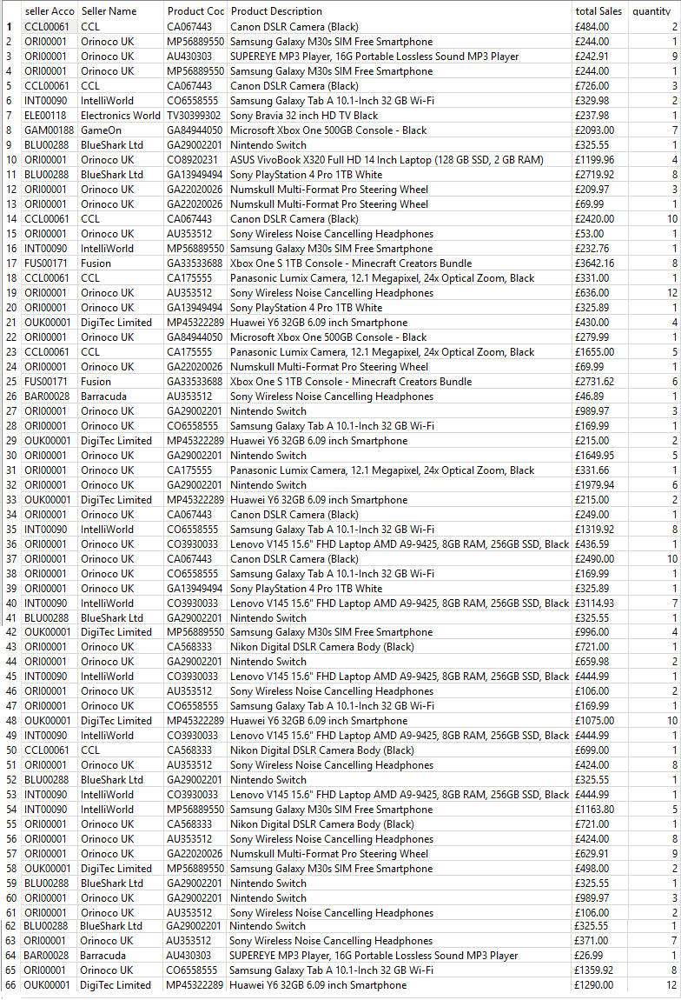 seller Acco Seller Name Product Coc Product Description total Sales quantity
1 CCL00061 CCL CA067443 Canon DSLR Camera (Black) £484.00 2
2 ORI00001 Orinoco UK MP56889550 Samsung Galaxy M30s SIM Free Smartphone £244.00 1
3 ORI00001 Orinoco UK AU430303 SUPEREYE MP3 Player, 16G Portable Lossless Sound MP3 Player £242.91 9
4 ORI00001 Orinoco UK MP56889550 Samsung Galaxy M30s SIM Free Smartphone £244.00 1
5 CCL00061 CCL CA067443 Canon DSLR Camera (Black) £726.00 3
6 INT00090 IntelliWorld CO6558555 Samsung Galaxy Tab A 10.1-Inch 32 GB Wi-Fi £329.98 2
7 ELE00118 Electronics World TV30399302 Sony Bravia 32 inch HD TV Black £237.98 1
8 GAM00188 GameOn GA84944050 Microsoft Xbox One 500GB Console - Black £2093.00 7
9 BLU00288 BlueShark Ltd GA29002201 Nintendo Switch £325.55 1
10 ORI00001 Orinoco UK CO8920231 ASUS VivoBook X320 Full HD 14 Inch Laptop (128 GB SSD, 2 GB RAM) £1199.96 4
11 BLU00288 BlueShark Ltd GA13949494 Sony PlayStation 4 Pro 1TB White £2719.92 8
12 ORI00001 Orinoco UK GA22020026 Numskull Multi-Format Pro Steering Wheel £209.97 3
13 ORI00001 Orinoco UK GA22020026 Numskull Multi-Format Pro Steering Wheel £69.99 1
14 CCL00061 CCL CA067443 Canon DSLR Camera (Black) £2420.00 10
15 ORI00001 Orinoco UK AU353512 Sony Wireless Noise Cancelling Headphones £53.00 1
16 INT00090 IntelliWorld MP56889550 Samsung Galaxy M30s SIM Free Smartphone £232.76 1
17 FUS00171 Fusion GA33533688 Xbox One S 1TB Console - Minecraft Creators Bundle £3642.16 8
18 CCL00061 CCL CA175555 Panasonic Lumix Camera, 12.1 Megapixel, 24x Optical Zoom, Black £331.00 1
19 ORI00001 Orinoco UK AU353512 Sony Wireless Noise Cancelling Headphones £636.00 12
20 ORI00001 Orinoco UK GA13949494 Sony PlayStation 4 Pro 1TB White £325.89 1
21 OUK00001 DigiTec Limited MP45322289 Huawei Y6 32GB 6.09 inch Smartphone £430.00 4
22 ORI00001 Orinoco UK GA84944050 Microsoft Xbox One 500GB Console - Black £279.99 1
23 CCL00061 CCL CA175555 Panasonic Lumix Camera, 12.1 Megapixel, 24x Optical Zoom, Black £1655.00 5
24 ORI00001 Orinoco UK GA22020026 Numskull Multi-Format Pro Steering Wheel £69.99 1
25 FUS00171 Fusion GA33533688 Xbox One S 1TB Console - Minecraft Creators Bundle £2731.62 6
26 BAR00028 Barracuda AU353512 Sony Wireless Noise Cancelling Headphones £46.89 1
27 ORI00001 Orinoco UK GA29002201 Nintendo Switch £989.97 3
28 ORI00001 Orinoco UK CO6558555 Samsung Galaxy Tab A 10.1-Inch 32 GB Wi-Fi £169.99 1
29 OUK00001 DigiTec Limited MP45322289 Huawei Y6 32GB 6.09 inch Smartphone £215.00 2
30 ORI00001 Orinoco UK GA29002201 Nintendo Switch £1649.95 5
31 ORI00001 Orinoco UK CA175555 Panasonic Lumix Camera, 12.1 Megapixel, 24x Optical Zoom, Black £331.66 1
32 ORI00001 Orinoco UK GA29002201 Nintendo Switch £1979.94 6
33 OUK00001 DigiTec Limited MP45322289 Huawei Y6 32GB 6.09 inch Smartphone £215.00 2
34 ORI00001 Orinoco UK CA067443 Canon DSLR Camera (Black) £249.00 1
35 INT00090 IntelliWorld CO6558555 Samsung Galaxy Tab A 10.1-Inch 32 GB Wi-Fi £1319.92 8
36 ORI00001 Orinoco UK CO3930033 Lenovo V145 15.6" FHD Laptop AMD A9-9425, 8GB RAM, 256GB SSD, Black £436.59 1
37 ORI00001 Orinoco UK CA067443 Canon DSLR Camera (Black) £2490.00 10
38 ORI00001 Orinoco UK CO6558555 Samsung Galaxy Tab A 10.1-Inch 32 GB Wi-Fi £169.99 1
39 ORI00001 Orinoco UK GA13949494 Sony PlayStation 4 Pro 1TB White £325.89 1
40 INT00090 IntelliWorld CO3930033 Lenovo V145 15.6" FHD Laptop AMD A9-9425, 8GB RAM, 256GB SSD, Black £3114.93 7
41 BLU00288 BlueShark Ltd GA29002201 Nintendo Switch £325.55 1
42 OUK00001 DigiTec Limited MP56889550 Samsung Galaxy M30s SIM Free Smartphone £996.00 4
43 ORI00001 Orinoco UK CA568333 Nikon Digital DSLR Camera Body (Black) £721.00 1
44 ORI00001 Orinoco UK GA29002201 Nintendo Switch £659.98 2
45 INT00090 IntelliWorld CO3930033 Lenovo V145 15.6" FHD Laptop AMD A9-9425, 8GB RAM, 256GB SSD, Black £444.99 1
46 ORI00001 Orinoco UK AU353512 Sony Wireless Noise Cancelling Headphones £106.00 2
47 ORI00001 Orinoco UK CO6558555 Samsung Galaxy Tab A 10.1-Inch 32 GB Wi-Fi £169.99 1
48 OUK00001 DigiTec Limited MP45322289 Huawei Y6 32GB 6.09 inch Smartphone £1075.00 10
49 INT00090 IntelliWorld CO3930033 Lenovo V145 15.6" FHD Laptop AMD A9-9425, 8GB RAM, 256GB SSD, Black £444.99 1
50 CCL00061 CCL CA568333 Nikon Digital DSLR Camera Body (Black) £699.00 1
51 ORI00001 Orinoco UK AU353512 Sony Wireless Noise Cancelling Headphones £424.00 8
52 BLU00288 BlueShark Ltd GA29002201 Nintendo Switch £325.55 1
53 INT00090 IntelliWorld CO3930033 Lenovo V145 15.6" FHD Laptop AMD A9-9425, 8GB RAM, 256GB SSD, Black £444.99 1
54 INT00090 IntelliWorld MP56889550 Samsung Galaxy M30s SIM Free Smartphone £1163.80 5
55 ORI00001 Orinoco UK CA568333 Nikon Digital DSLR Camera Body (Black) £721.00 1
56 ORI00001 Orinoco UK AU353512 Sony Wireless Noise Cancelling Headphones £424.00 8
57 ORI00001 Orinoco UK GA22020026 Numskull Multi-Format Pro Steering Wheel £629.91 9
58 OUK00001 DigiTec Limited MP56889550 Samsung Galaxy M30s SIM Free Smartphone £498.00 2
59 BLU00288 BlueShark Ltd GA29002201 Nintendo Switch £325.55 1
60 ORI00001 Orinoco UK GA29002201 Nintendo Switch £989.97 3
61 ORI00001 Orinoco UK AU353512 Sony Wireless Noise Cancelling Headphones £106.00 2
62 BLU00288 BlueShark Ltd GA29002201 Nintendo Switch £325.55 1
63 ORI00001 Orinoco UK AU353512 Sony Wireless Noise Cancelling Headphones £371.00 7
64 BAR00028 Barracuda AU430303 SUPEREYE MP3 Player, 16G Portable Lossless Sound MP3 Player £26.99 1
65 ORI00001 Orinoco UK CO6558555 Samsung Galaxy Tab A 10.1-Inch 32 GB Wi-Fi £1359.92 8
66 OUK00001 DigiTec Limited MP45322289 Huawei Y6 32GB 6.09 inch Smartphone £1290.00 12